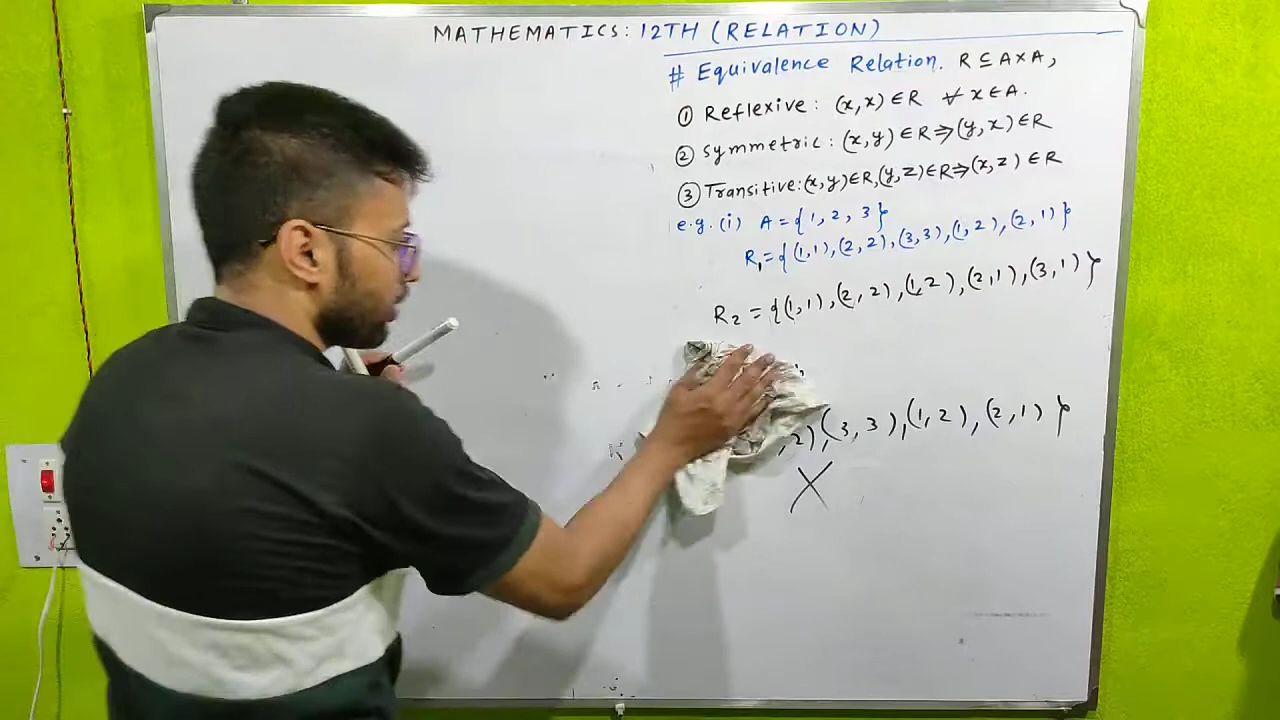 MATHEMATICS: 12TH (RELATION)
# Equivalence Relation. R ⊆ A×A,
① Reflexive: (x,x) ∈ R ∀ x ∈ A.
② Symmetric: (x,y) ∈ R ⇒ (y,x) ∈ R
③ Transitive: (x,y) ∈ R, (y,z) ∈ R ⇒ (x,z) ∈ R
e.g. (i) A = {1, 2, 3}
R₁ = {(1,1), (2,2), (3,3), (1,2), (2,1)}
R₂ = {(1,1), (2,2), (1,2), (2,1), (3,1)}
,2), (3,3), (1,2), (2,1)}
X